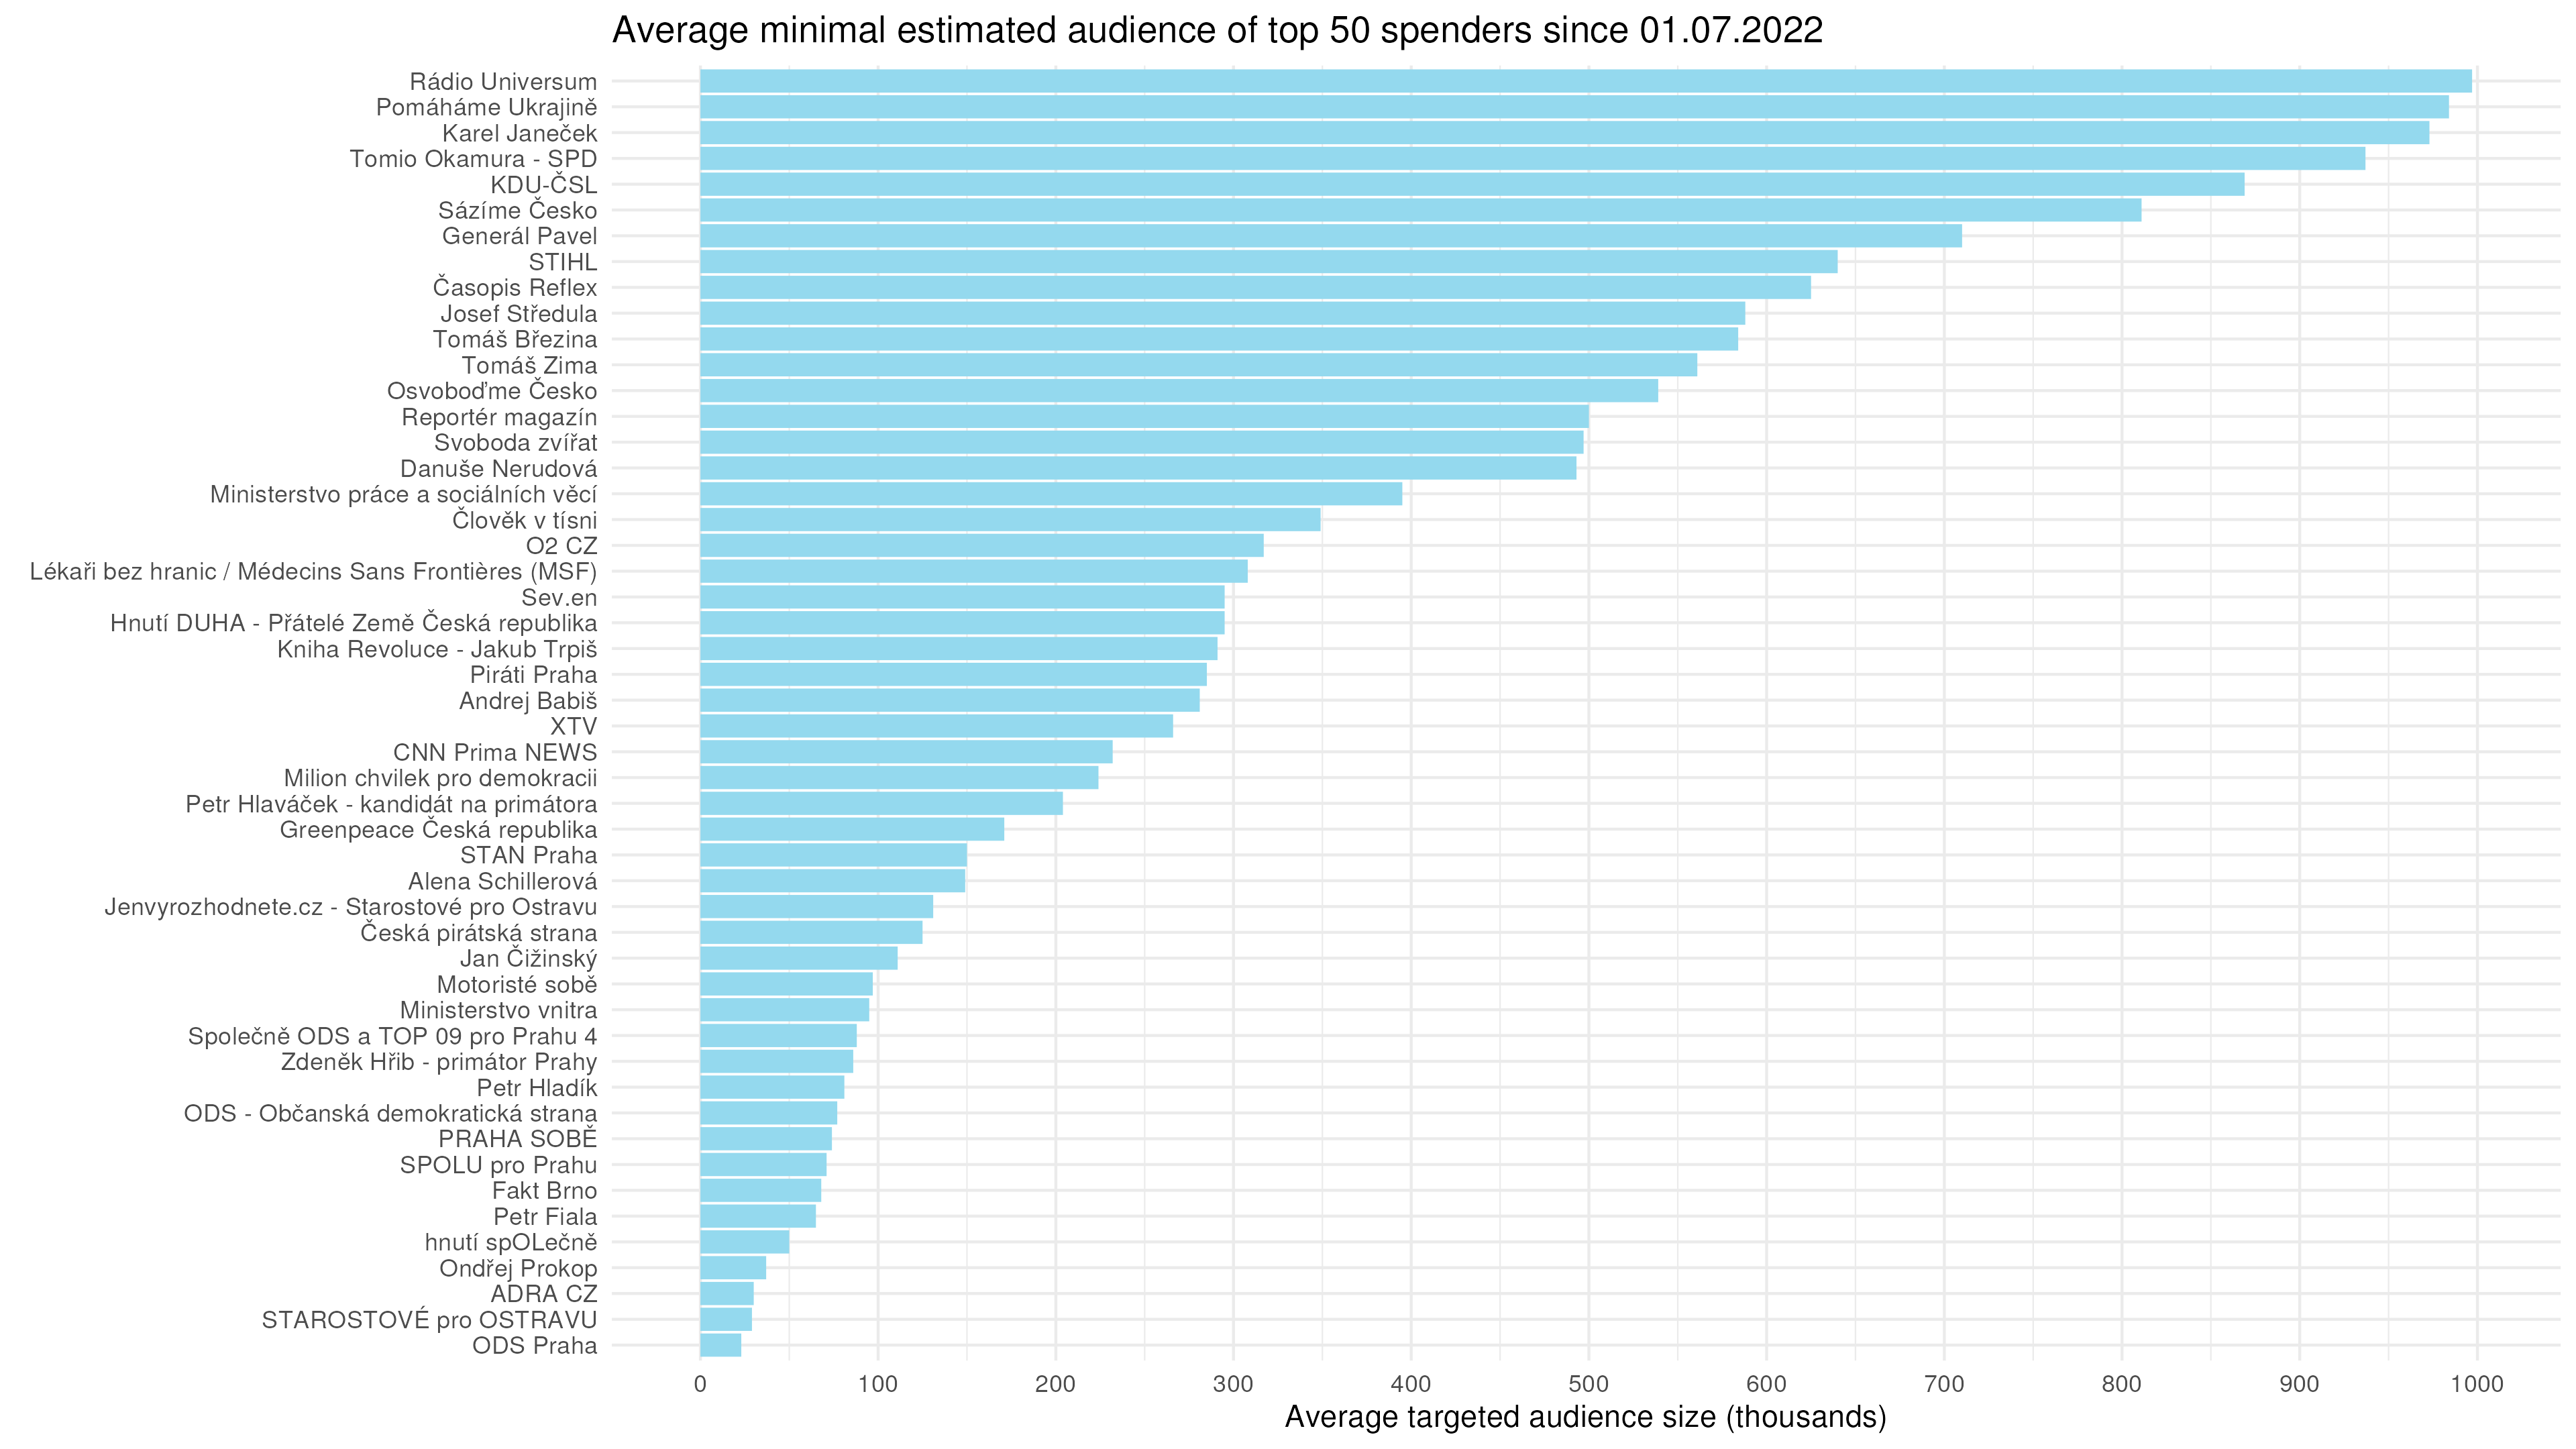 Average minimal estimated audience of top 50 spenders since 01.07.2022
Rádio Universum
Pomáháme Ukrajině
Karel Janeček
Tomio Okamura - SPD
KDU-ČSL
Sázíme Česko
Generál Pavel
STIHL
Časopis Reflex
Josef Středula
Tomáš Březina
Tomáš Zima
Osvoboďme Česko
Reportér magazín
Svoboda zvířat
Danuše Nerudová
Ministerstvo práce a sociálních věcí
Člověk v tísni
O2 CZ
Lékaři bez hranic / Médecins Sans Frontières (MSF)
Sev.en
Hnutí DUHA - Přátelé Země Česká republika
Kniha Revoluce - Jakub Trpiš
Piráti Praha
Andrej Babiš
XTV
CNN Prima NEWS
Milion chvilek pro demokracii
Petr Hlaváček - kandidát na primátora
Greenpeace Česká republika
STAN Praha
Alena Schillerová
Jenvyrozhodnete.cz - Starostové pro Ostravu
Česká pirátská strana
Jan Čižinský
Motoristé sobě
Ministerstvo vnitra
Společně ODS a TOP 09 pro Prahu 4
Zdeněk Hřib - primátor Prahy
Petr Hladík
ODS - Občanská demokratická strana
PRAHA SOBĚ
SPOLU pro Prahu
Fakt Brno
Petr Fiala
hnutí spOLečně
Ondřej Prokop
ADRA CZ
STAROSTOVÉ pro OSTRAVU
ODS Praha
0 100 200 300 400 500 600 700 800 900 1000
Average targeted audience size (thousands)